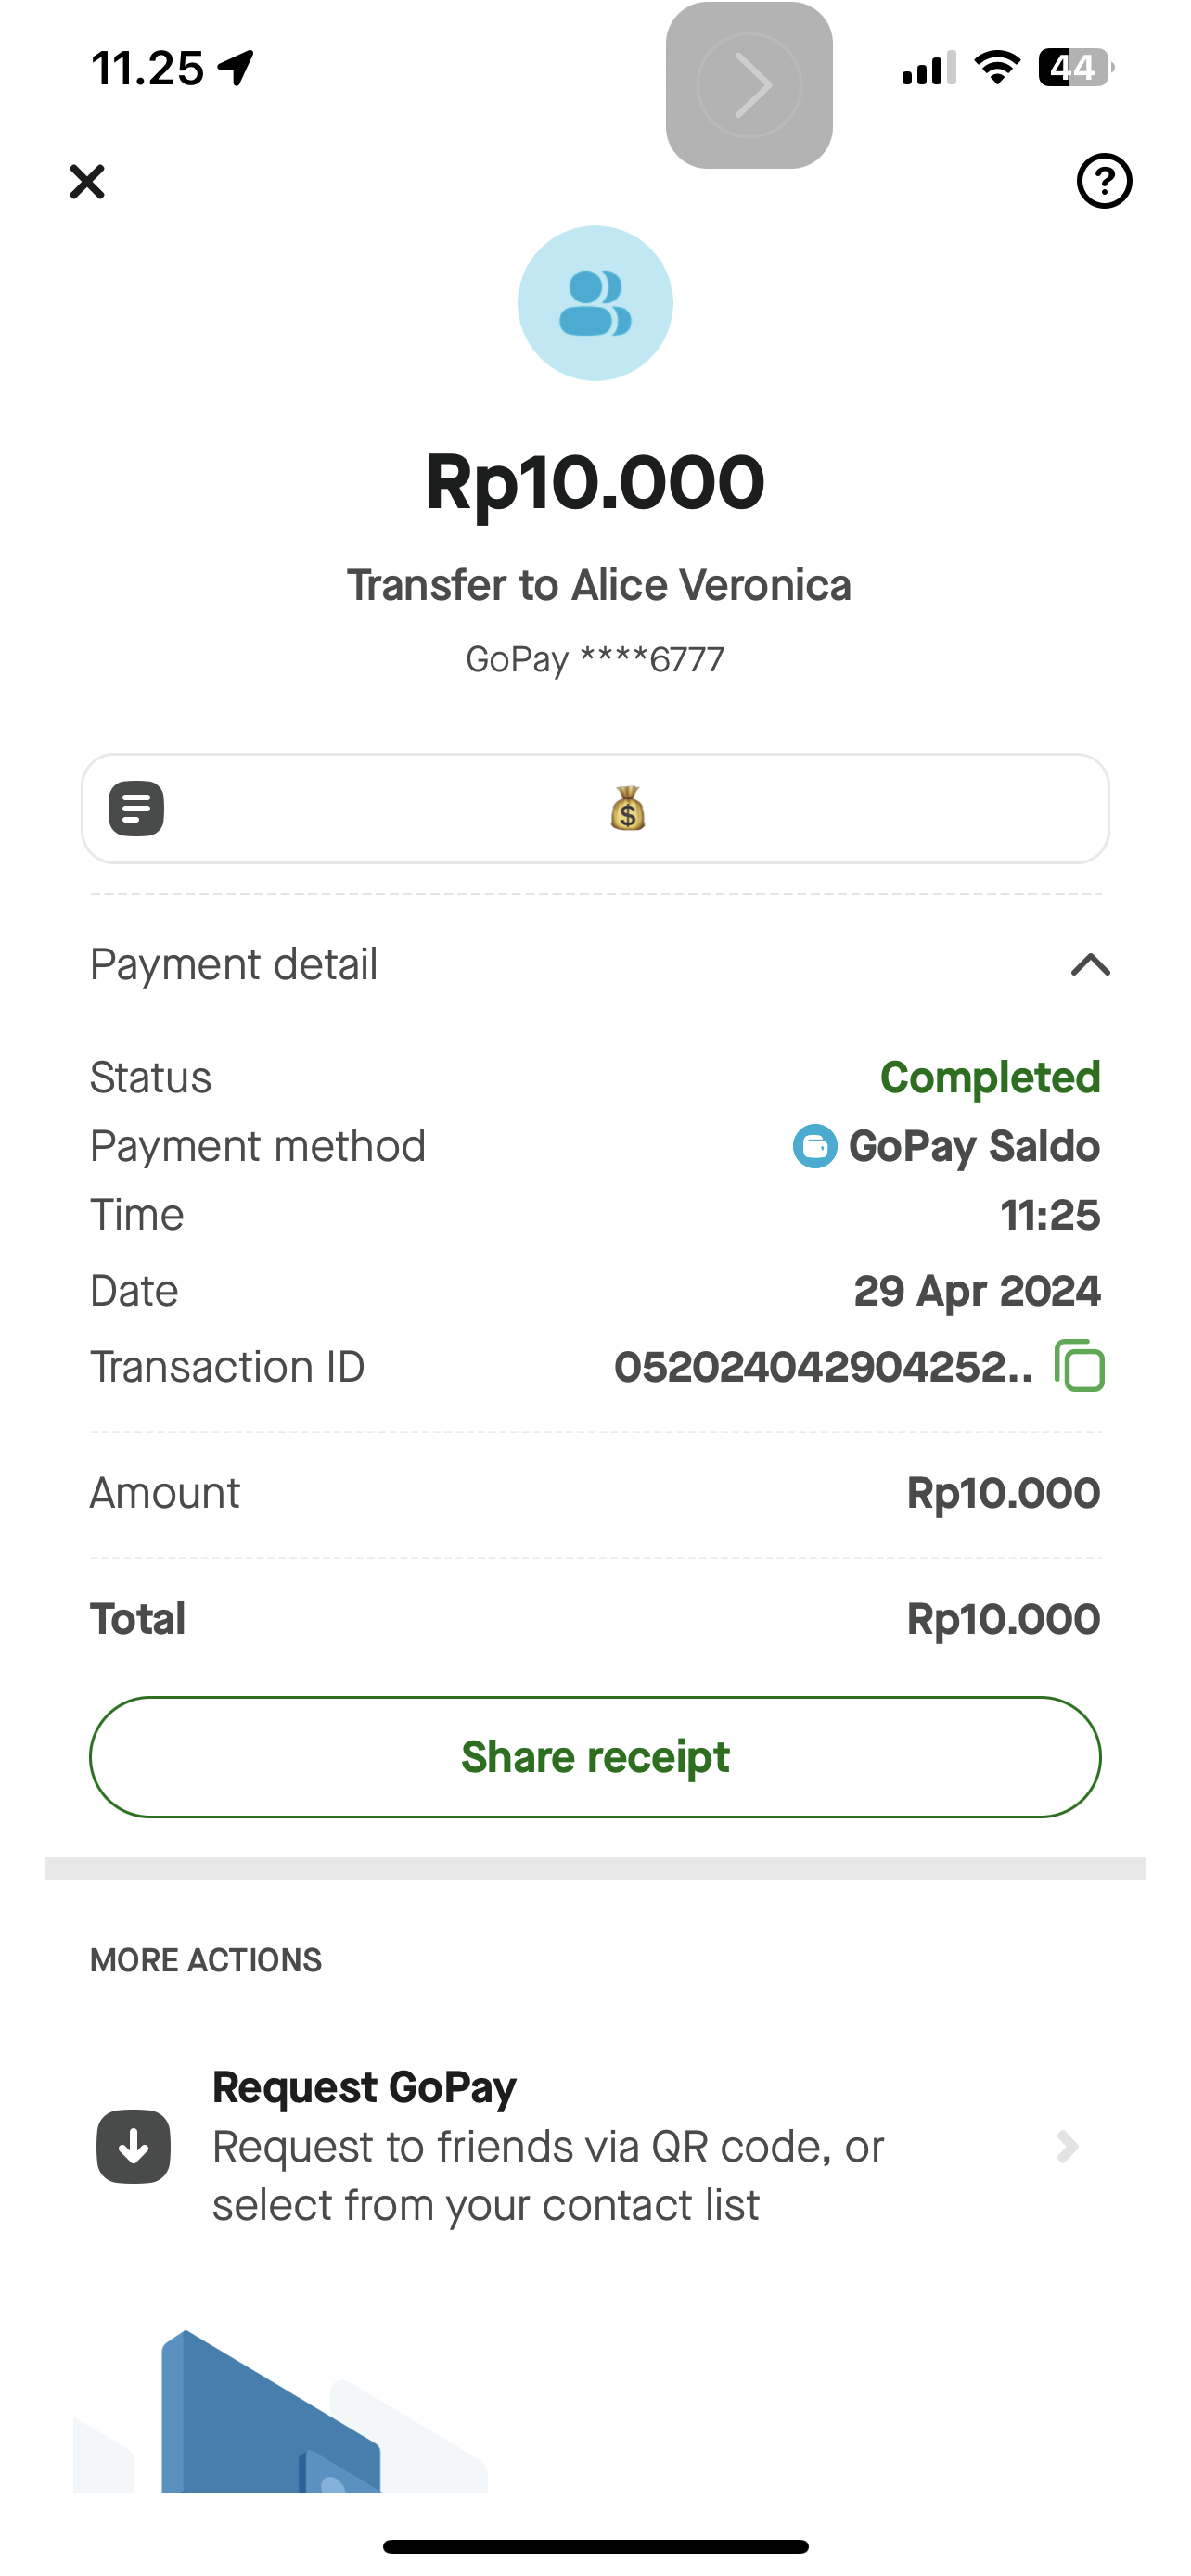 11.25
44
?
Rp10.000
Transfer to Alice Veronica
GoPay ****6777
$
Payment detail
Status Completed
Payment method GoPay Saldo
Time 11:25
Date 29 Apr 2024
Transaction ID 052024042904252..
Amount Rp10.000
Total Rp10.000
Share receipt
MORE ACTIONS
Request GoPay
Request to friends via QR code, or
select from your contact list